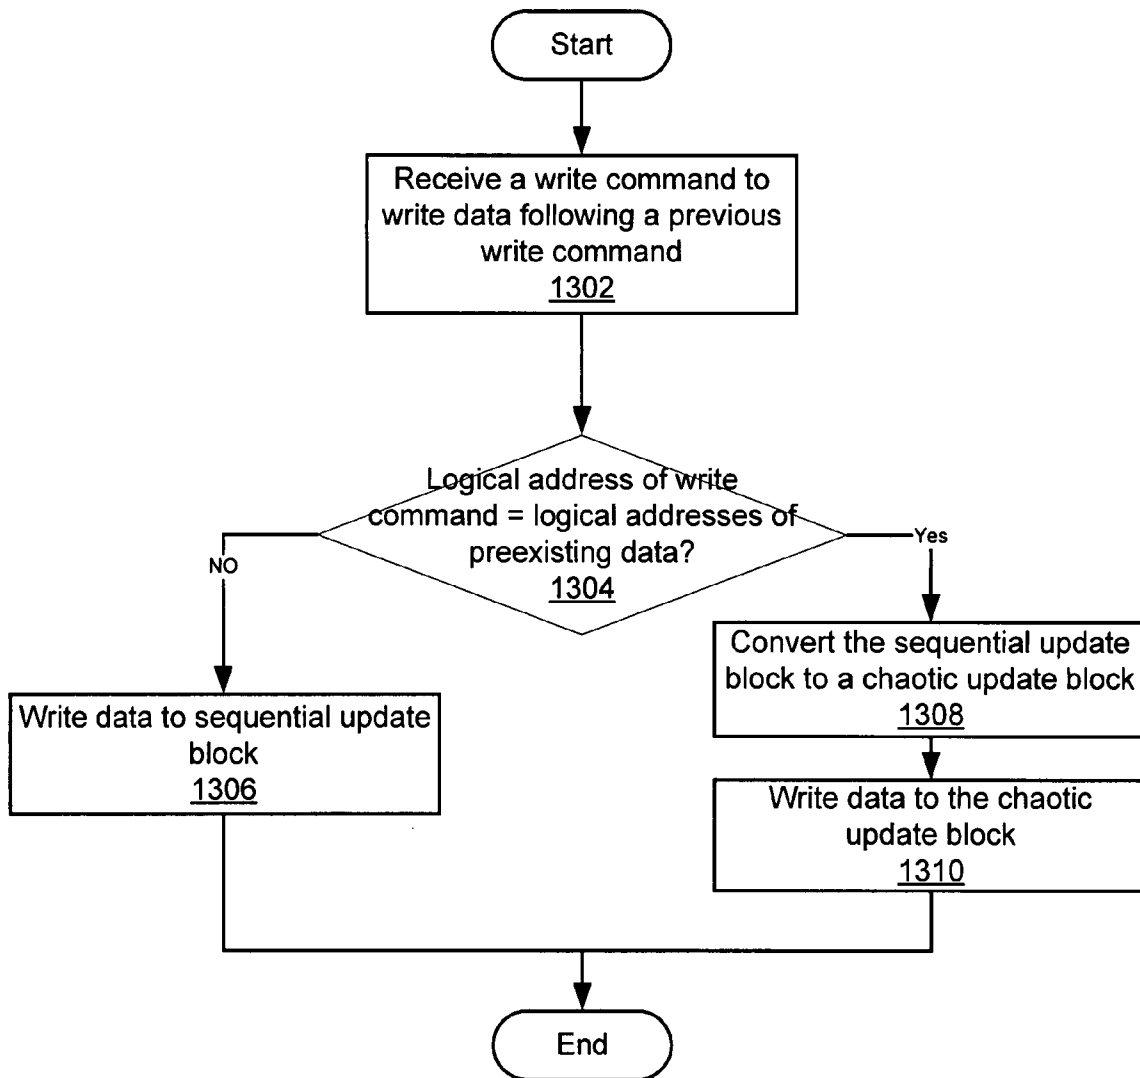 Start
Receive a write command to
write data following a previous
write command
1302
Logical address of write
command = logical addresses of
preexisting data?
1304
NO
Yes
Convert the sequential update
block to a chaotic update block
1308
Write data to sequential update
block
1306
Write data to the chaotic
update block
1310
End